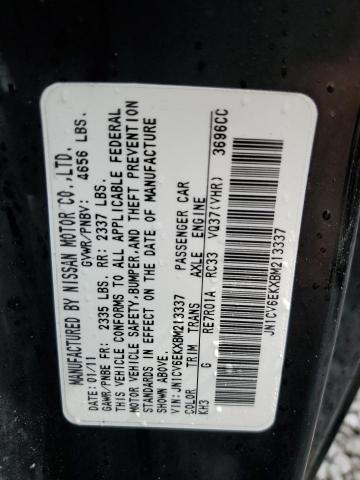 MANUFACTURED BY NISSAN MOTOR CO.,LTD.
GVWR/PNBV: 4656 LBS.
DATE: 01/11
GAWR/PNBE FR: 2335 LBS. RR: 2337 LBS.
THIS VEHICLE CONFORMS TO ALL APPLICABLE FEDERAL
MOTOR VEHICLE SAFETY,BUMPER,AND THEFT PREVENTION
STANDARDS IN EFFECT ON THE DATE OF MANUFACTURE
SHOWN ABOVE.
VIN:JN1CV6EKXBM213337 PASSENGER CAR
COLOR TRIM TRANS AXLE ENGINE
KH3 G RE7R01A RC33 VQ37(VHR) 3696CC
JN1CV6EKXBM213337